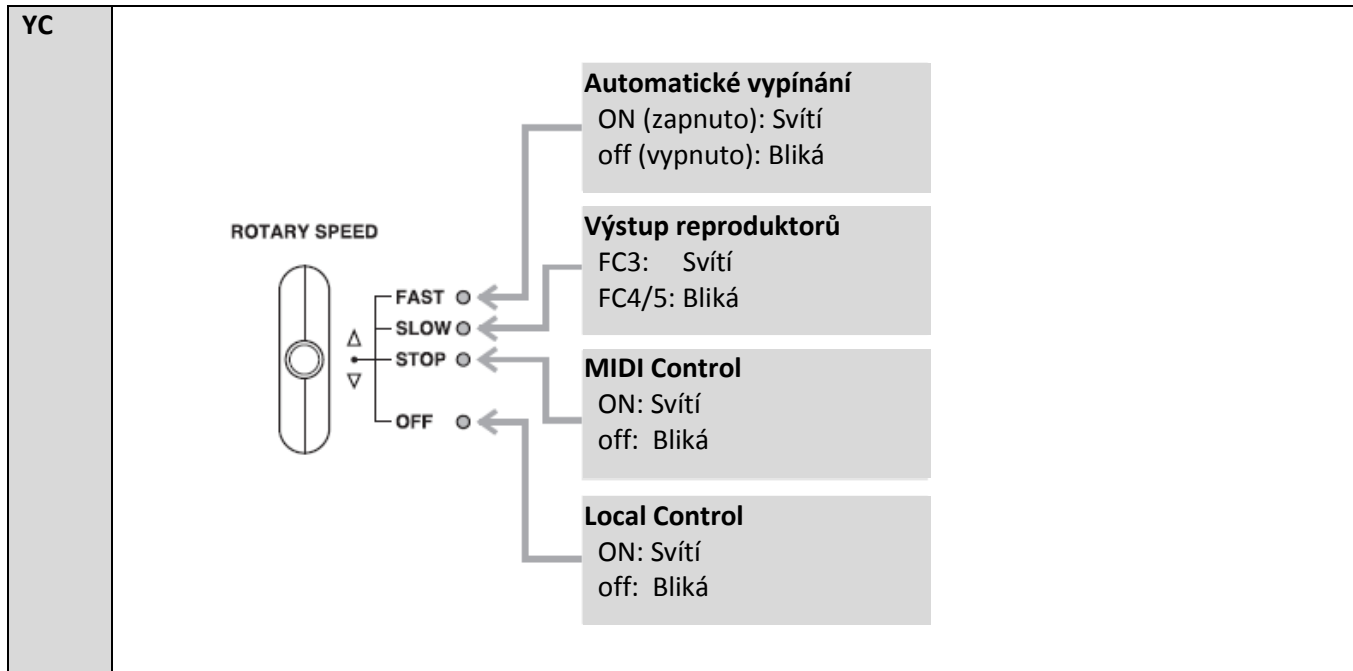 YC
Automatické vypínání
ON (zapnuto): Svítí
off (vypnuto): Bliká
Výstup reproduktorů
FC3: Svítí
FC4/5: Bliká
ROTARY SPEED
FAST
SLOW
STOP
OFF
MIDI Control
ON: Svítí
off: Bliká
Local Control
ON: Svítí
off: Bliká